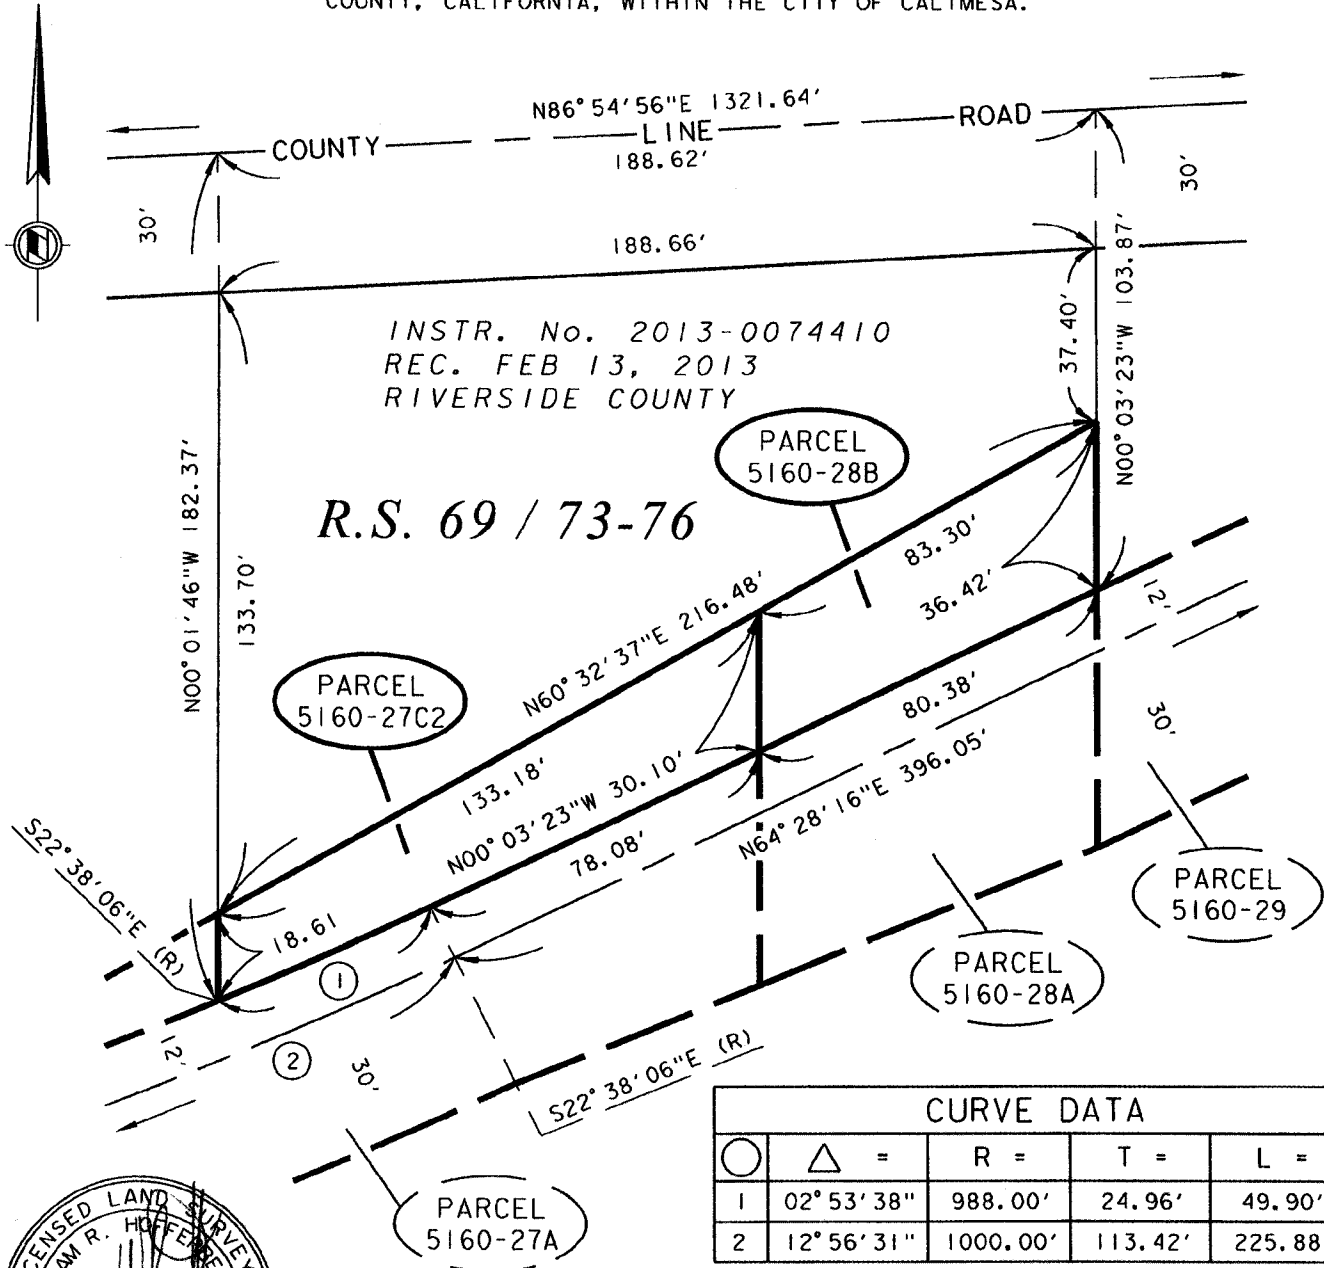 COUNTY, CALIFORNIA, WITHIN THE CITY OF CALIMESA.
N86°54'56"E 1321.64'
COUNTY LINE ROAD
188.62'
30'
30'
188.66'
INSTR. No. 2013-0074410
REC. FEB 13, 2013
RIVERSIDE COUNTY
37.40'
N00°03'23"W 103.87'
PARCEL
5160-28B
R.S. 69 / 73-76
N00°01'46"W 182.37'
133.70'
83.30'
36.42'
12'
N60°32'37"E 216.48'
PARCEL
5160-27C2
80.38'
30'
133.18'
N00°03'23"W 30.10'
78.08'
N64°28'16"E 396.05'
S22°38'06"E (R)
18.61
1
2
12'
30'
S22°38'06"E (R)
PARCEL
5160-29
PARCEL
5160-28A
PARCEL
5160-27A
CURVE DATA
△ = R = T = L =
1 02°53'38" 988.00' 24.96' 49.90'
2 12°56'31" 1000.00' 113.42' 225.88